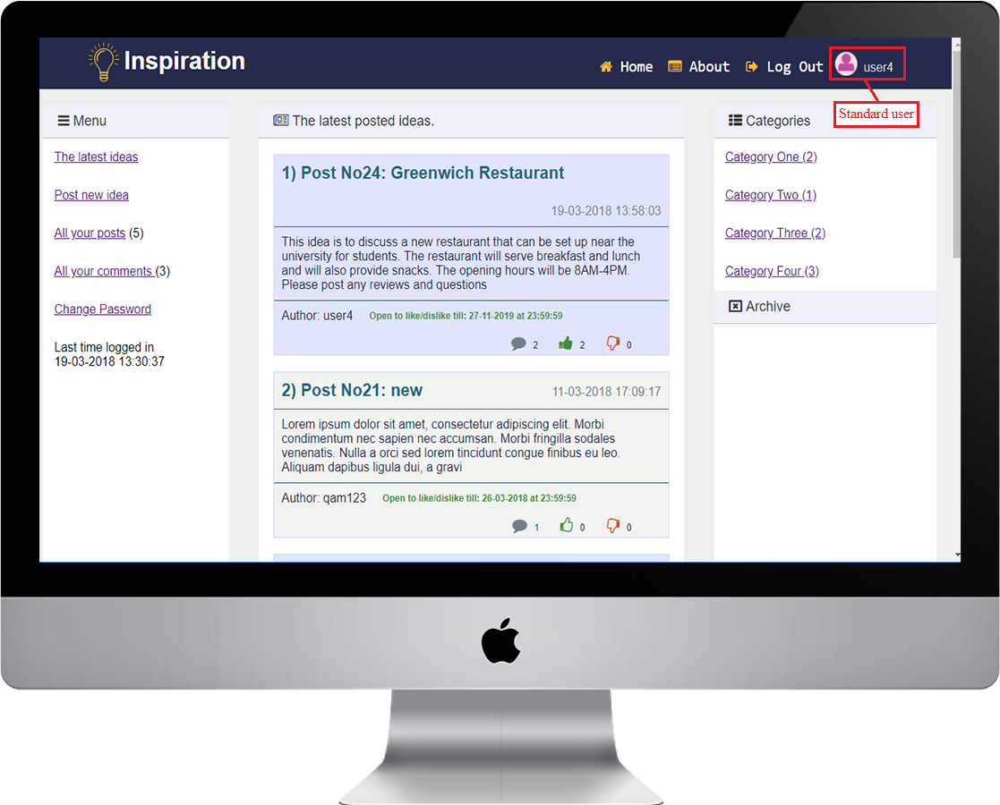 Inspiration
Home
About
Log Out
user4
Standard user
Menu
The latest ideas
Post new idea
All your posts (5)
All your comments (3)
Change Password
Last time logged in
19-03-2018 13:30:37
The latest posted ideas.
1) Post No24: Greenwich Restaurant
19-03-2018 13:58:03
This idea is to discuss a new restaurant that can be set up near the
university for students. The restaurant will serve breakfast and lunch
and will also provide snacks. The opening hours will be 8AM-4PM.
Please post any reviews and questions
Author: user4 Open to like/dislike till: 27-11-2019 at 23:59:59
2 2 0
2) Post No21: new 11-03-2018 17:09:17
Lorem ipsum dolor sit amet, consectetur adipiscing elit. Morbi
condimentum nec sapien nec accumsan. Morbi fringilla sodales
venenatis. Nulla a orci sed lorem tincidunt congue finibus eu leo.
Aliquam dapibus ligula dui, a gravi
Author: qam123 Open to like/dislike till: 26-03-2018 at 23:59:59
1 0 0
Categories
Category One (2)
Category Two (1)
Category Three (2)
Category Four (3)
Archive